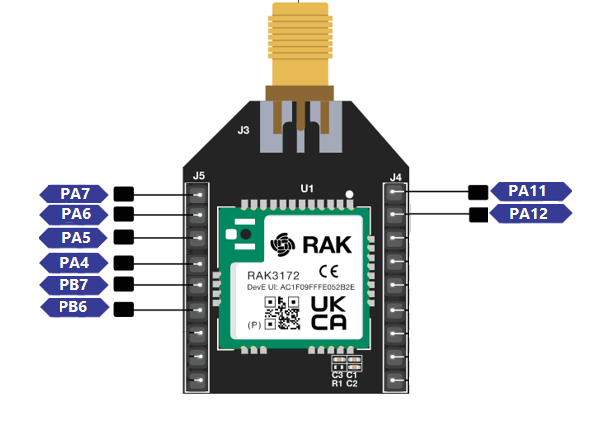 J3
J5
J4
U1
PA7
PA6
PA5
PA4
PB7
PB6
PA11
PA12
RAK
RAK3172
DevE UI: AC1F09FFFE052B2E
(P)
UK
CA
C3 C1
R1 C2